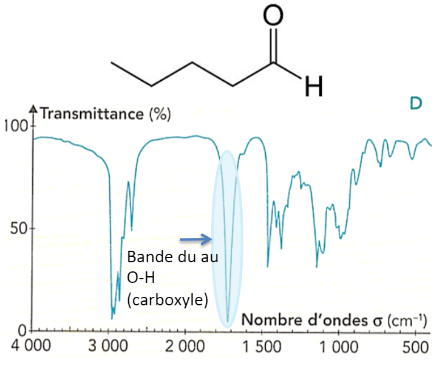 O
H
D
Transmittance (%)
100
50
Bande du au
O-H
(carboxyle)
Nombre d'ondes σ (cm⁻¹)
0
4 000 3 000 2 000 1 500 1 000 500